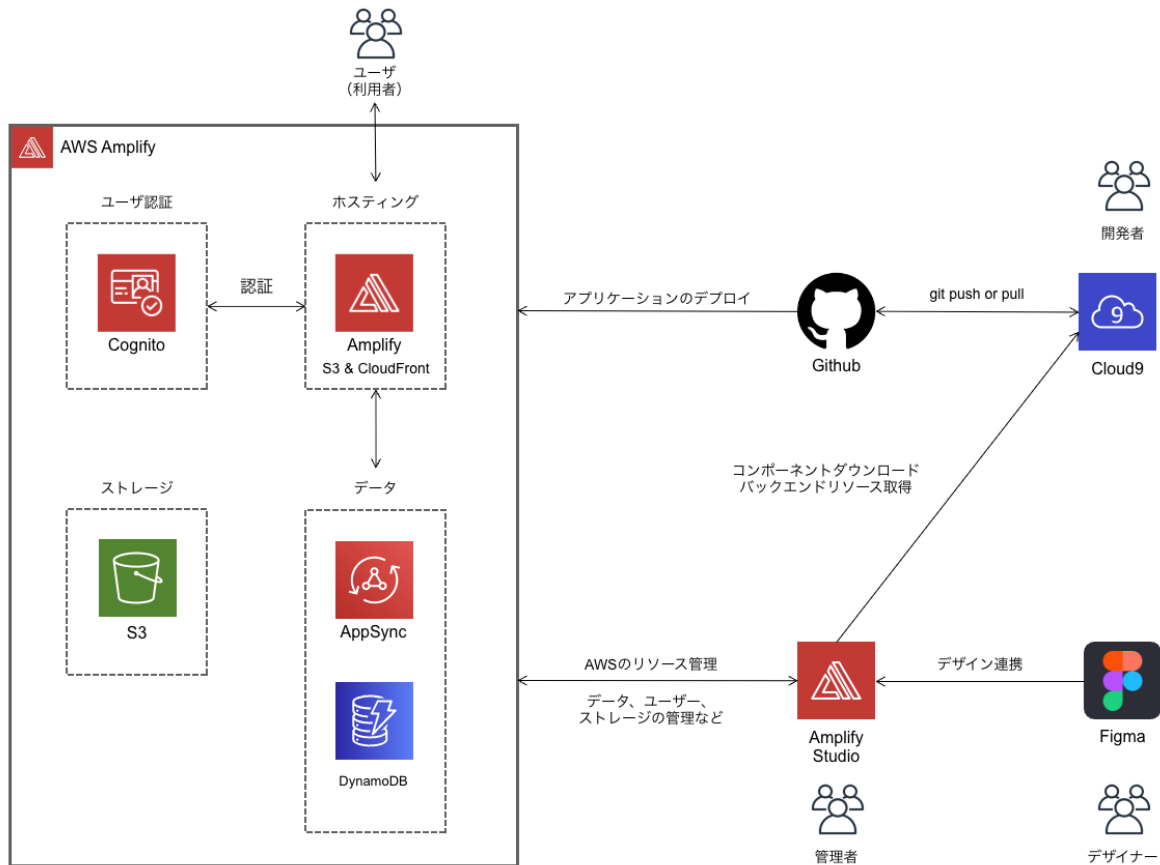 ユーザ
（利用者）
AWS Amplify
ユーザ認証
ホスティング
開発者
認証
アプリケーションのデプロイ
git push or pull
9
Cognito
Amplify
S3 & CloudFront
Github
Cloud9
コンポーネントダウンロード
バックエンドリソース取得
ストレージ
データ
S3
AppSync
AWSのリソース管理
デザイン連携
データ、ユーザー、
ストレージの管理など
Amplify
Studio
Figma
DynamoDB
管理者
デザイナー